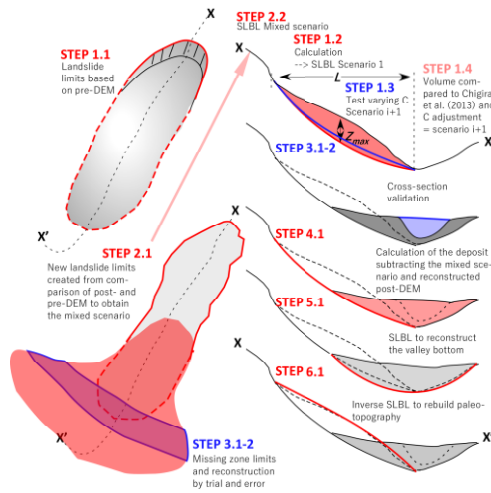 X
STEP 2.2
SLBL Mixed scenario
STEP 1.1
Landslide
limits based
on pre-DEM
X
STEP 1.2
Calculation
--> SLBL Scenario 1
L
STEP 1.3
Test varying C
Scenario i+1
Zmax
STEP 1.4
Volume com-
pared to Chigira
et al. (2013) and
C adjustment
= scenario i+1
X'
STEP 2.1
New landslide limits
created from com-
parison of post- and
pre-DEM to obtain
the mixed scenario
X
X'
STEP 3.1-2
Missing zone limits
and reconstruction
by trial and error
STEP 3.1-2
Cross-section
validation
STEP 4.1
Calculation of the deposit
subtracting the mixed sce-
nario and reconstructed
post-DEM
STEP 5.1
SLBL to reconstruct
the valley bottom
X
STEP 6.1
Inverse SLBL to rebuild paleo-
topography
X'